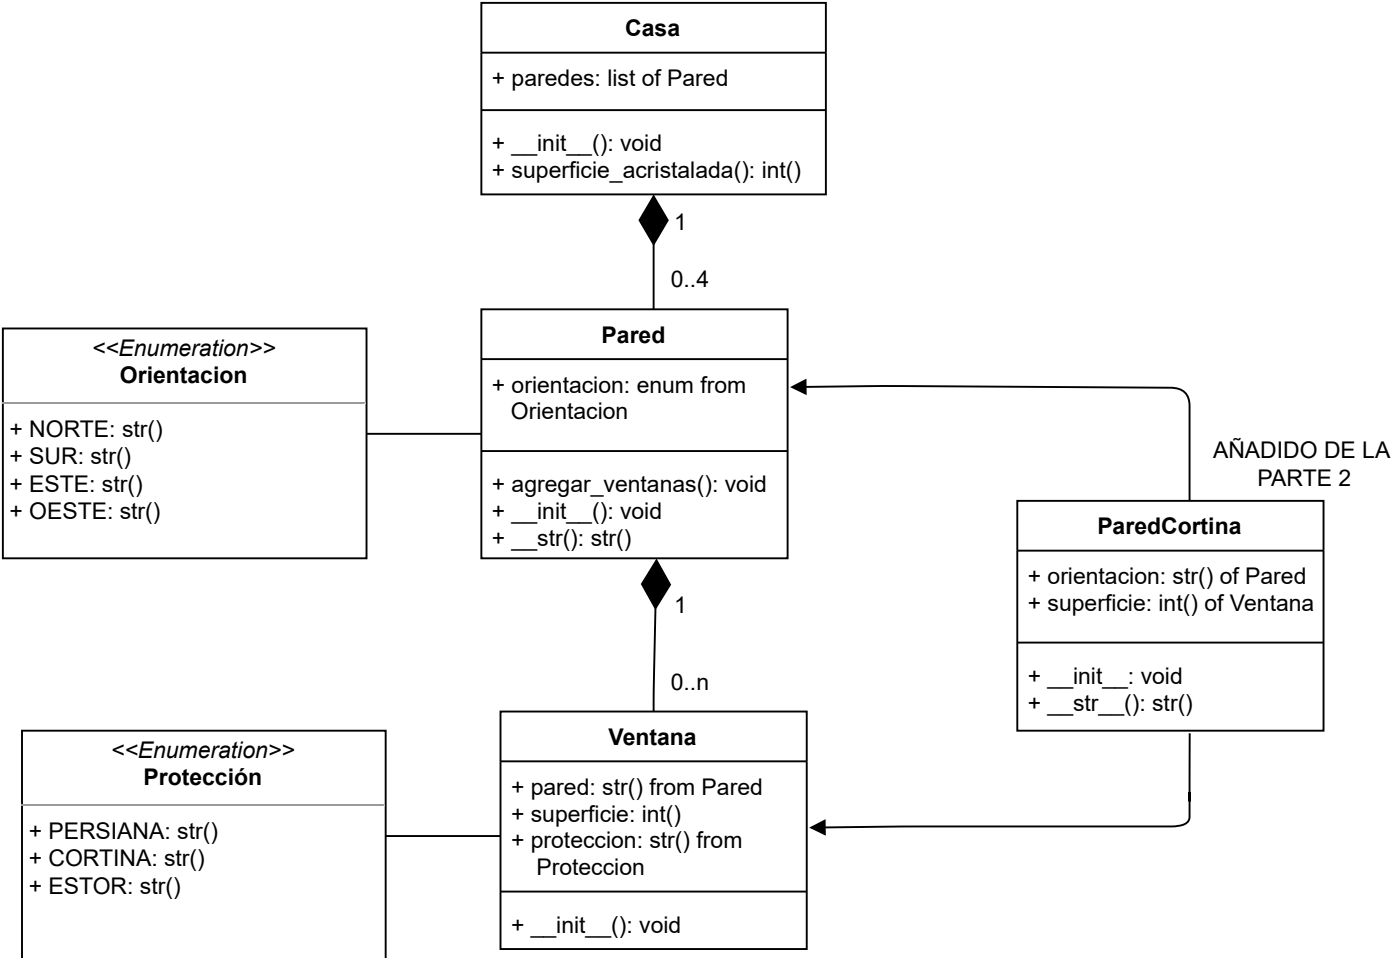 Casa
+ paredes: list of Pared
+ __init__(): void
+ superficie_acristalada(): int()
1
0..4
<<Enumeration>>
Orientacion
+ NORTE: str()
+ SUR: str()
+ ESTE: str()
+ OESTE: str()
Pared
+ orientacion: enum from
Orientacion
+ agregar_ventanas(): void
+ __init__(): void
+ __str(): str()
AÑADIDO DE LA
PARTE 2
ParedCortina
+ orientacion: str() of Pared
+ superficie: int() of Ventana
+ __init__: void
+ __str__(): str()
1
0..n
<<Enumeration>>
Protección
+ PERSIANA: str()
+ CORTINA: str()
+ ESTOR: str()
Ventana
+ pared: str() from Pared
+ superficie: int()
+ proteccion: str() from
Proteccion
+ __init__(): void